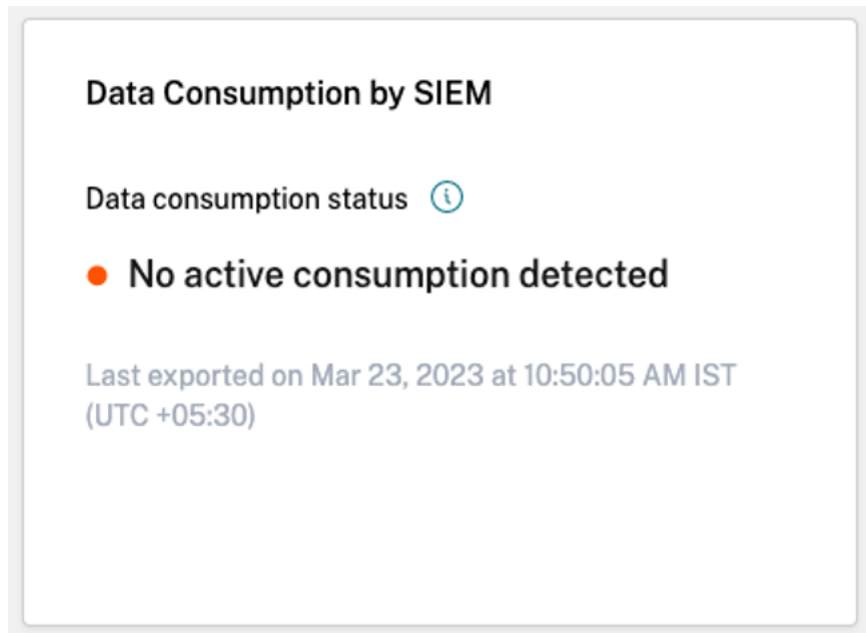 Data Consumption by SIEM
Data consumption status
No active consumption detected
Last exported on Mar 23, 2023 at 10:50:05 AM IST
(UTC +05:30)